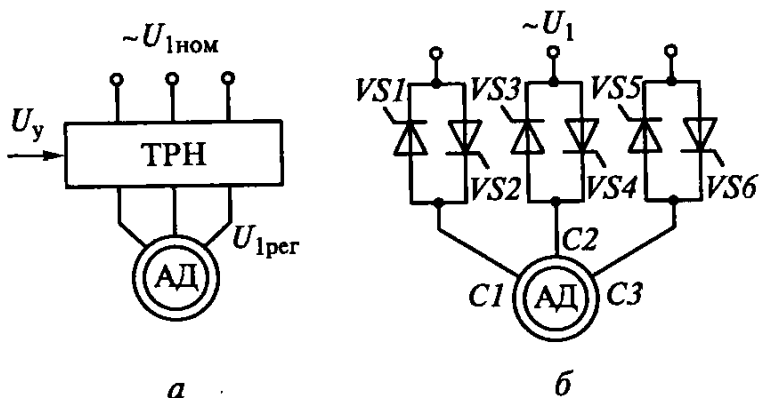 ~U1ном
Uу
ТРН
U1рег
АД
а
~U1
VS1
VS3
VS5
VS2
VS4
VS6
C2
C1
АД
C3
б